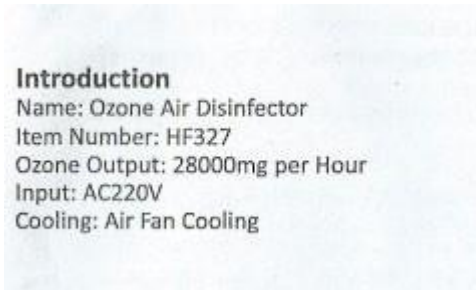 Introduction
Name: Ozone Air Disinfector
Item Number: HF327
Ozone Output: 28000mg per Hour
Input: AC220V
Cooling: Air Fan Cooling